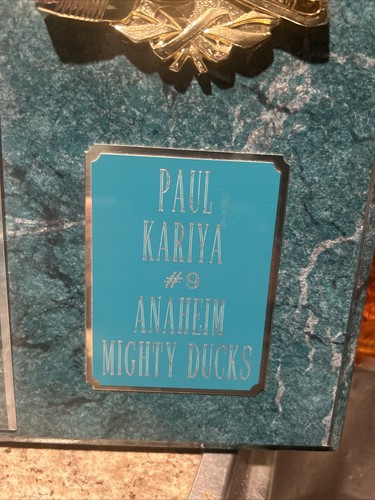 PAUL
KARIYA
#9
ANAHEIM
MIGHTY DUCKS